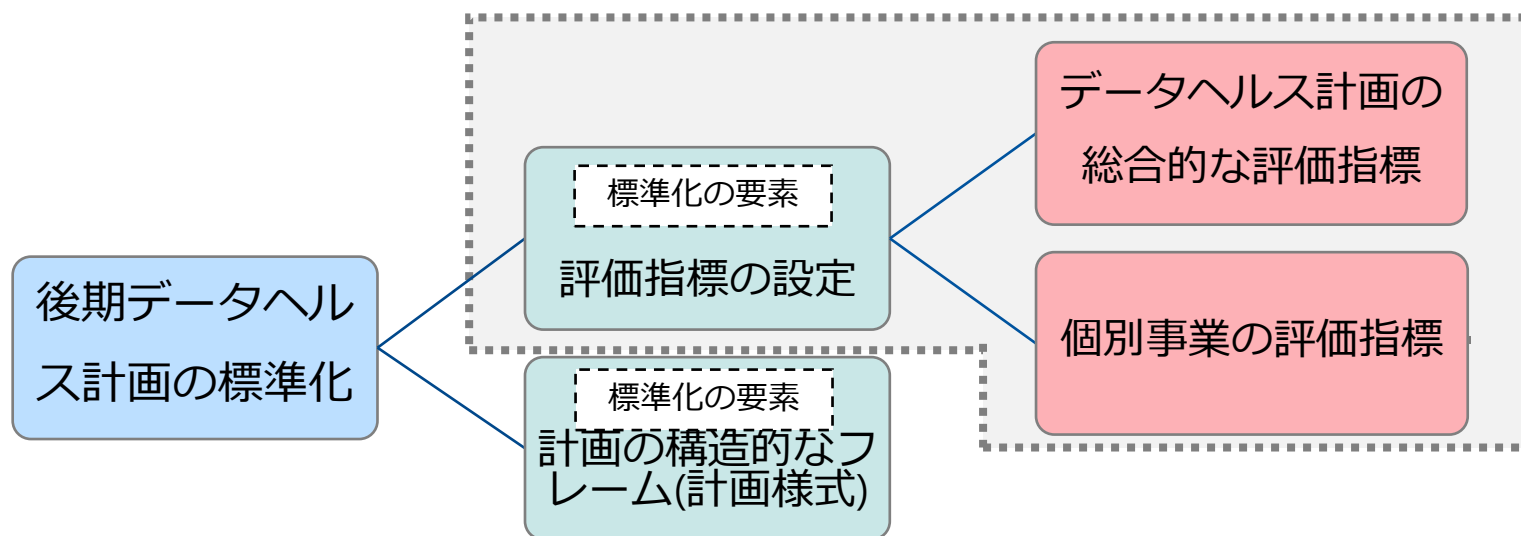 後期データヘル
ス計画の標準化
標準化の要素
評価指標の設定
標準化の要素
計画の構造的なフ
レーム(計画様式)
データヘルス計画の
総合的な評価指標
個別事業の評価指標